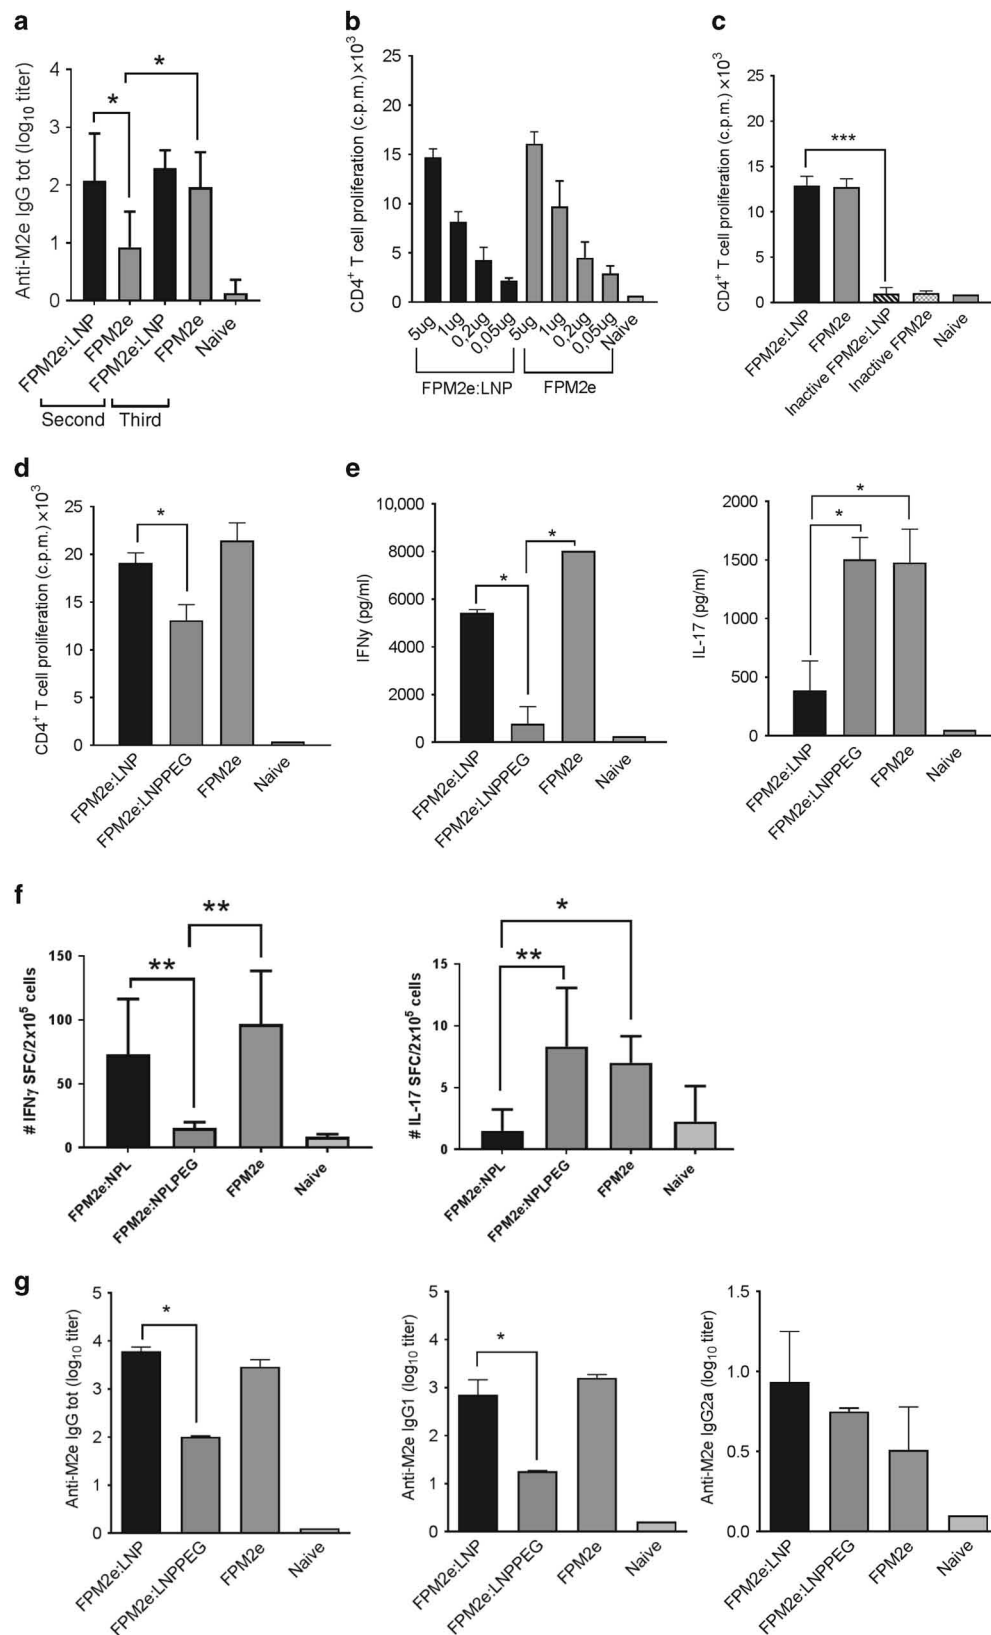 a
Anti-M2e IgG tot (log10 titer)
4
3
2
1
0
*
*
FPM2e:LNP
FPM2e
FPM2e:LNP
FPM2e
Naive
Second
Third
b
CD4+ T cell proliferation (c.p.m.) ×10³
25
20
15
10
5
0
5ug
1ug
0,2ug
0,05ug
5ug
1ug
0,2ug
0,05ug
Naive
FPM2e:LNP
FPM2e
c
CD4+ T cell proliferation (c.p.m.) ×10³
25
20
15
10
5
0
***
FPM2e:LNP
FPM2e
Inactive FPM2e:LNP
Inactive FPM2e
Naive
d
CD4+ T cell proliferation (c.p.m.) ×10³
25
20
15
10
5
0
*
FPM2e:LNP
FPM2e:LNPPEG
FPM2e
Naive
e
IFNγ (pg/ml)
10,000
8000
6000
4000
2000
0
*
*
FPM2e:LNP
FPM2e:LNPPEG
FPM2e
Naive
IL-17 (pg/ml)
2000
1500
1000
500
0
*
*
FPM2e:LNP
FPM2e:LNPPEG
FPM2e
Naive
f
# IFNγ SFC/2x10⁵ cells
150
100
50
0
**
**
FPM2e:NPL
FPM2e:NPLPEG
FPM2e
Naive
# IL-17 SFC/2x10⁵ cells
15
10
5
0
*
**
FPM2e:NPL
FPM2e:NPLPEG
FPM2e
Naive
g
Anti-M2e IgG tot (log10 titer)
5
4
3
2
1
0
*
FPM2e:LNP
FPM2e:LNPPEG
FPM2e
Naive
Anti-M2e IgG1 (log10 titer)
5
4
3
2
1
0
*
FPM2e:LNP
FPM2e:LNPPEG
FPM2e
Naive
Anti-M2e IgG2a (log10 titer)
1.5
1.0
0.5
0.0
FPM2e:LNP
FPM2e:LNPPEG
FPM2e
Naive